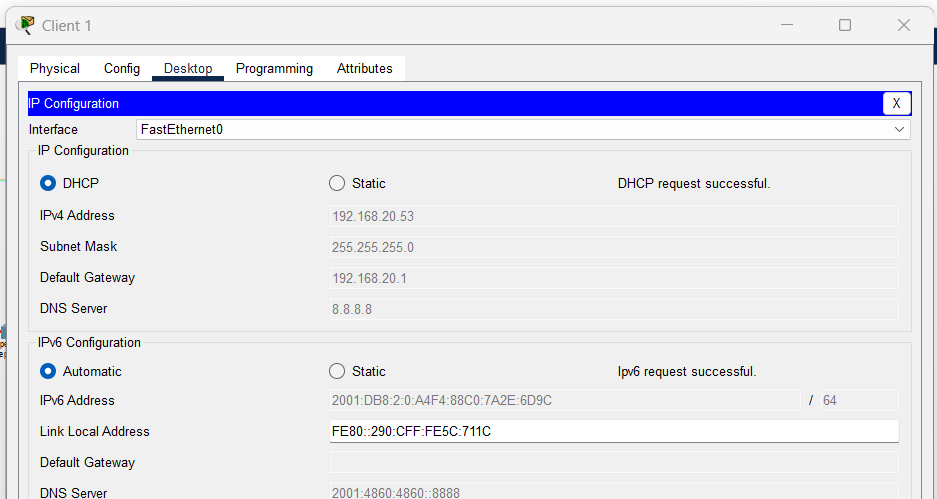 Client 1
Physical Config Desktop Programming Attributes
IP Configuration X
Interface FastEthernet0
IP Configuration
DHCP Static DHCP request successful.
IPv4 Address 192.168.20.53
Subnet Mask 255.255.255.0
Default Gateway 192.168.20.1
DNS Server 8.8.8.8
IPv6 Configuration
Automatic Static Ipv6 request successful.
IPv6 Address 2001:DB8:2:0:A4F4:88C0:7A2E:6D9C / 64
Link Local Address FE80::290:CFF:FE5C:711C
Default Gateway
DNS Server 2001:4860:4860::8888